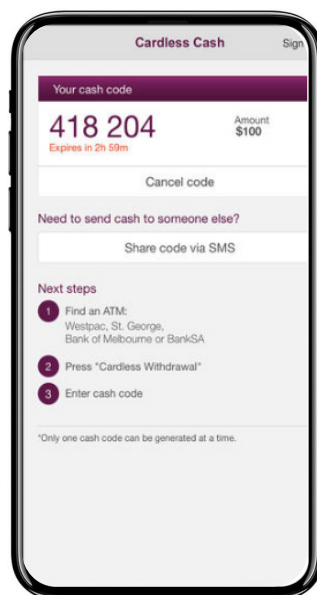 Cardless Cash Sign
Your cash code
418 204
Amount
$100
Expires in 2h 59m
Cancel code
Need to send cash to someone else?
Share code via SMS
Next steps
1 Find an ATM:
Westpac, St. George,
Bank of Melbourne or BankSA
2 Press "Cardless Withdrawal"
3 Enter cash code
*Only one cash code can be generated at a time.